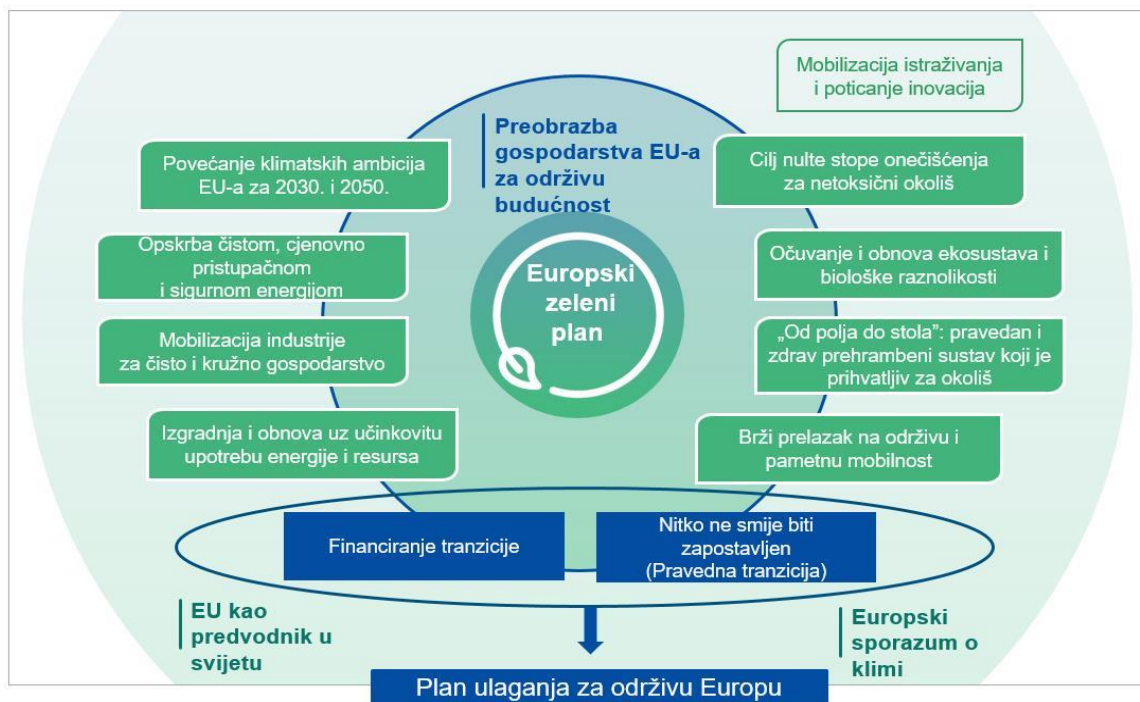 Mobilizacija istraživanja
i poticanje inovacija
Preobrazba
gospodarstva EU-a
za održivu
budućnost
Povećanje klimatskih ambicija
EU-a za 2030. i 2050.
Cilj nulte stope onečišćenja
za netoksični okoliš
Opskrba čistom, cjenovno
pristupačnom
i sigurnom energijom
Europski
zeleni
plan
Očuvanje i obnova ekosustava i
biološke raznolikosti
Mobilizacija industrije
za čisto i kružno gospodarstvo
„Od polja do stola”: pravedan i
zdrav prehrambeni sustav koji je
prihvatljiv za okoliš
Izgradnja i obnova uz učinkovitu
upotrebu energije i resursa
Brži prelazak na održivu i
pametnu mobilnost
Financiranje tranzicije
Nitko ne smije biti
zapostavljen
(Pravedna tranzicija)
EU kao
predvodnik u
svijetu
Europski
sporazum o
klimi
Plan ulaganja za održivu Europu